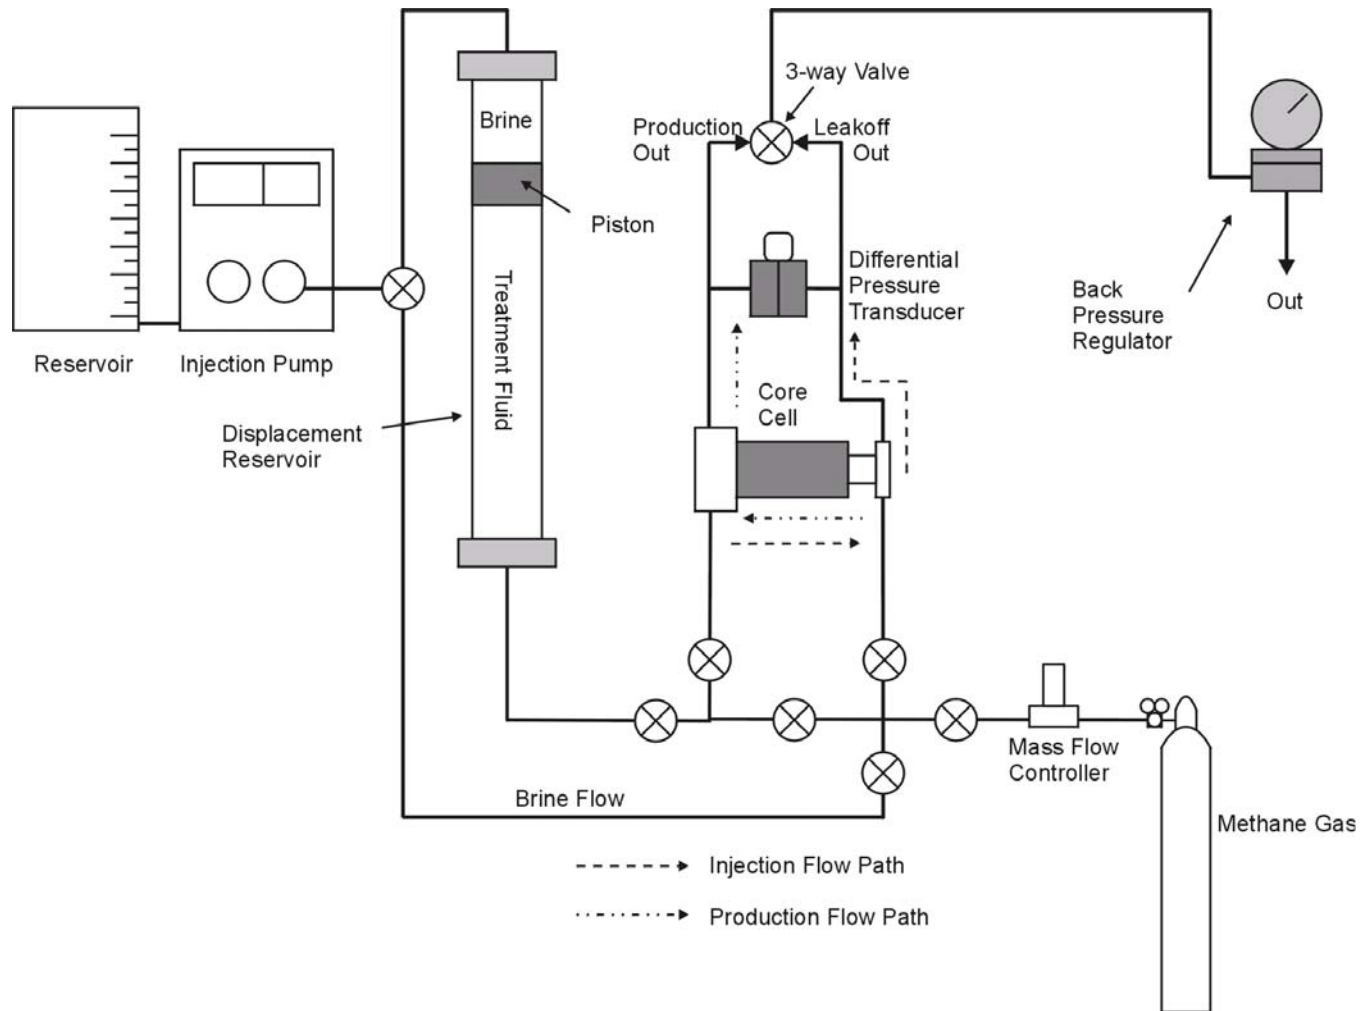 3-way Valve
Brine
Production
Out
Leakoff
Out
Piston
Treatment Fluid
Differential
Pressure
Transducer
Back
Pressure
Regulator
Out
Reservoir
Injection Pump
Core
Cell
Displacement
Reservoir
Mass Flow
Controller
Brine Flow
Methane Gas
Injection Flow Path
Production Flow Path